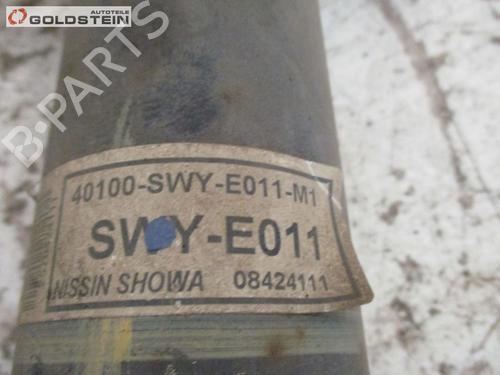 AUTOTEILE
GOLDSTEIN
B-PARTS
40100-SWY-E011-M1
SWY-E011
NISSIN SHOWA 08424111